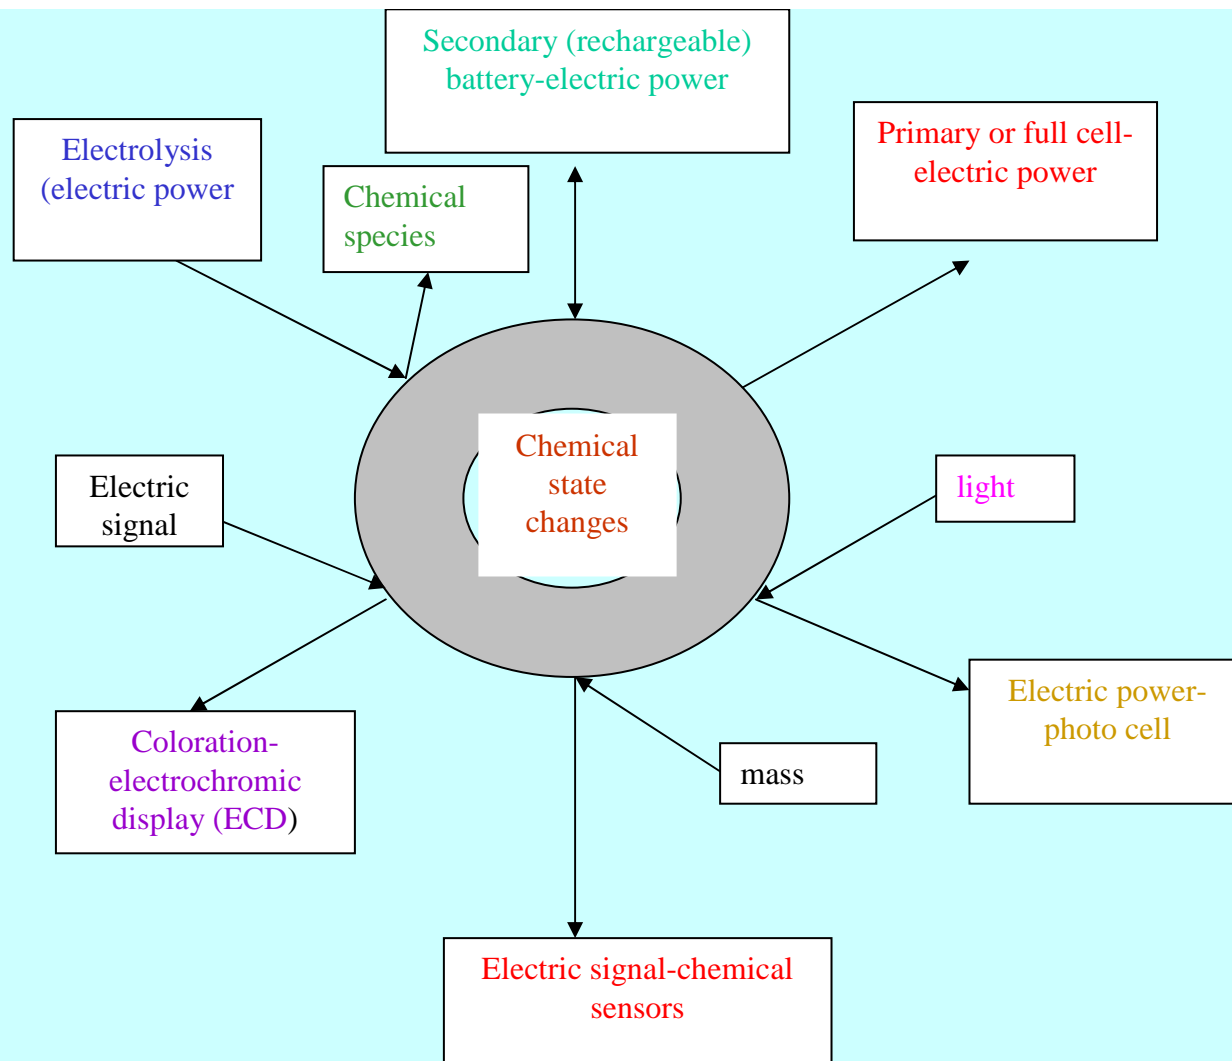 Secondary (rechargeable)
battery-electric power
Primary or full cell-
electric power
Electrolysis
(electric power
Chemical
species
Chemical
state
changes
Electric
signal
light
Electric power-
photo cell
Coloration-
electrochromic
display (ECD)
mass
Electric signal-chemical
sensors